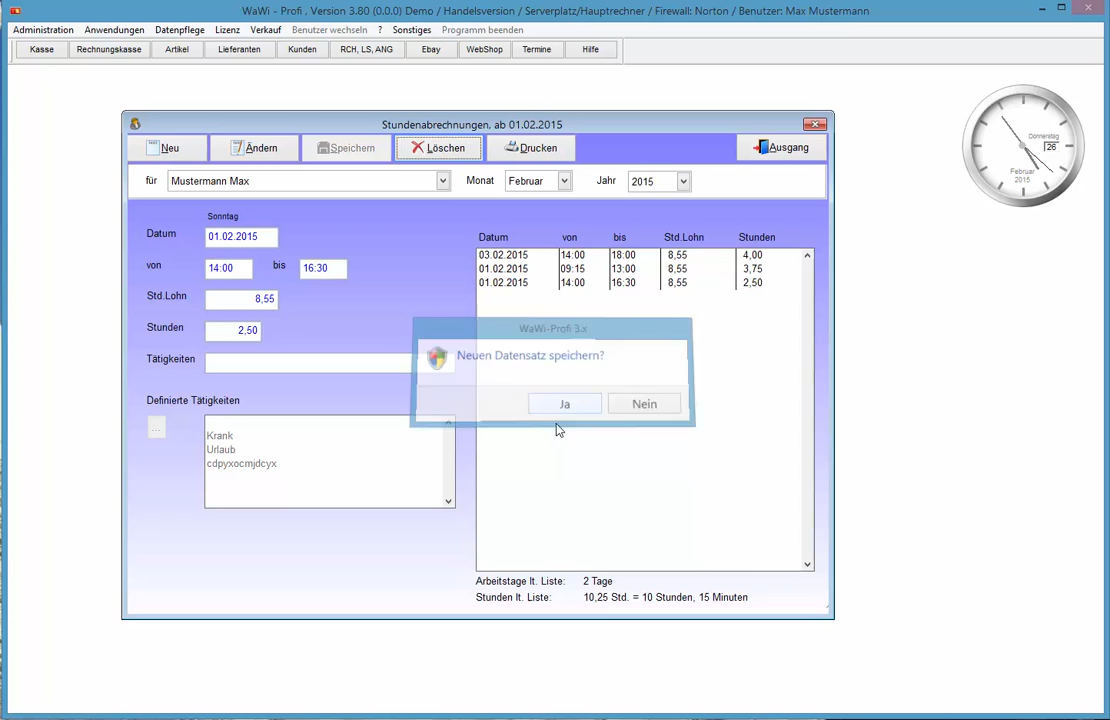 WaWi - Profi , Version 3.80 (0.0.0) Demo / Handelsversion / Serverplatz/Hauptrechner / Firewall: Norton / Benutzer: Max Mustermann
Administration Anwendungen Datenpflege Lizenz Verkauf Benutzer wechseln ? Sonstiges Programm beenden
Kasse Rechnungskasse Artikel Lieferanten Kunden RCH, LS, ANG Ebay WebShop Termine Hilfe
Donnerstag
26
Februar
2015
Stundenabrechnungen, ab 01.02.2015
Neu Ändern Speichern Löschen Drucken Ausgang
für Mustermann Max Monat Februar Jahr 2015
Sonntag
Datum 01.02.2015
von 14:00 bis 16:30
Std.Lohn 8,55
Stunden 2,50
Tätigkeiten
Definierte Tätigkeiten
...
Krank
Urlaub
cdpyxocmjdcyx
Datum von bis Std.Lohn Stunden
03.02.2015 14:00 18:00 8,55 4,00
01.02.2015 09:15 13:00 8,55 3,75
01.02.2015 14:00 16:30 8,55 2,50
WaWi-Profi 3.x
Neuen Datensatz speichern?
Ja Nein
Arbeitstage lt. Liste: 2 Tage
Stunden lt. Liste: 10,25 Std. = 10 Stunden, 15 Minuten